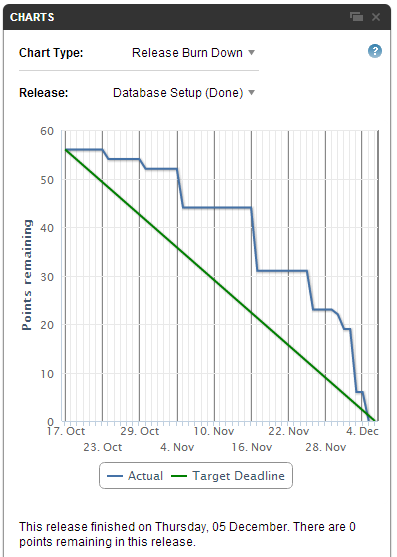 CHARTS
Chart Type: Release Burn Down
?
Release: Database Setup (Done)
60
50
40
30
20
10
0
Points remaining
17. Oct 29. Oct 10. Nov 22. Nov 4. Dec
23. Oct 4. Nov 16. Nov 28. Nov
Actual Target Deadline
This release finished on Thursday, 05 December. There are 0
points remaining in this release.